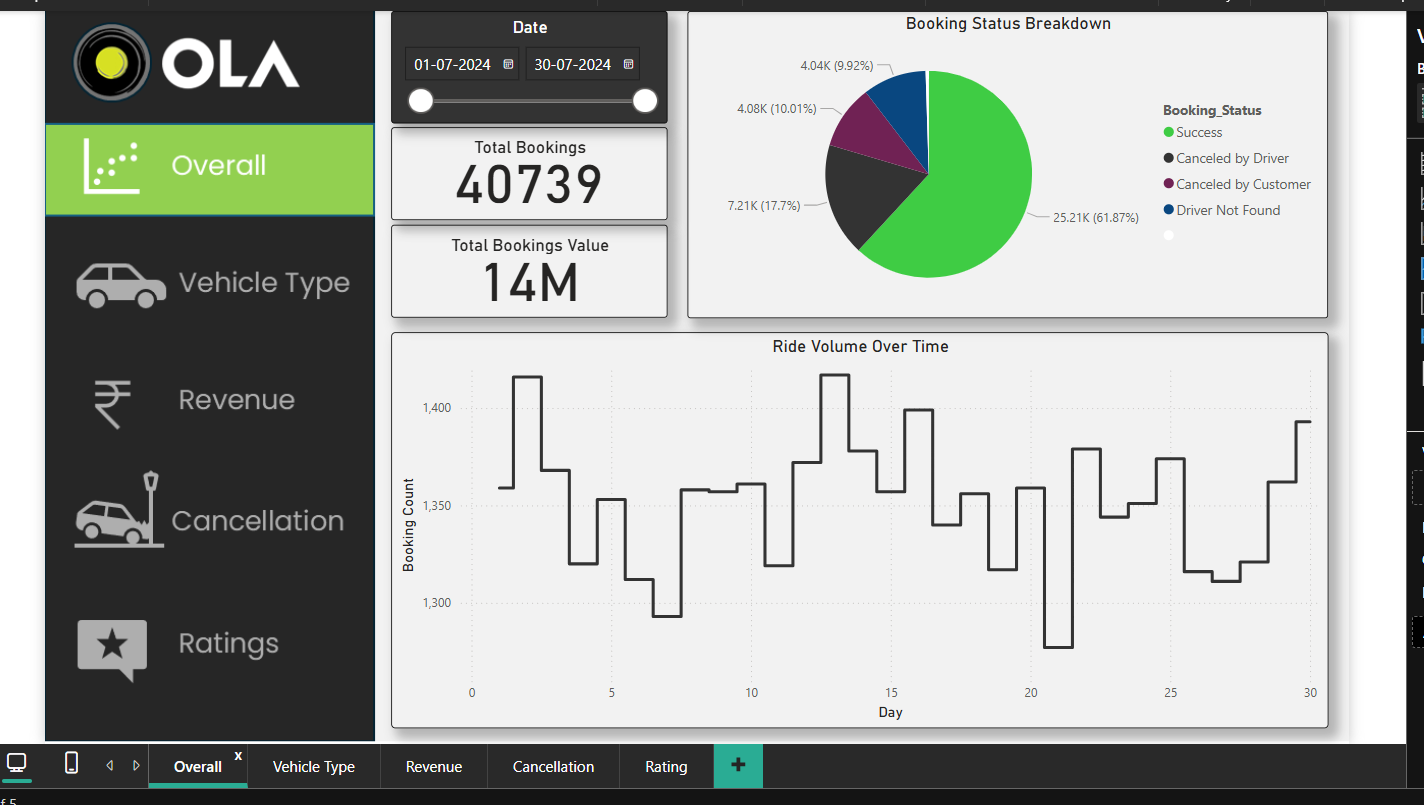 OLA
Overall
Vehicle Type
Revenue
Cancellation
Ratings
Date
01-07-2024
30-07-2024
Total Bookings
40739
Total Bookings Value
14M
Booking Status Breakdown
4.04K (9.92%)
4.08K (10.01%)
7.21K (17.7%)
25.21K (61.87%)
Booking_Status
Success
Canceled by Driver
Canceled by Customer
Driver Not Found
Ride Volume Over Time
Booking Count
1,400
1,350
1,300
0 5 10 15 20 25 30
Day
Overall x Vehicle Type Revenue Cancellation Rating +